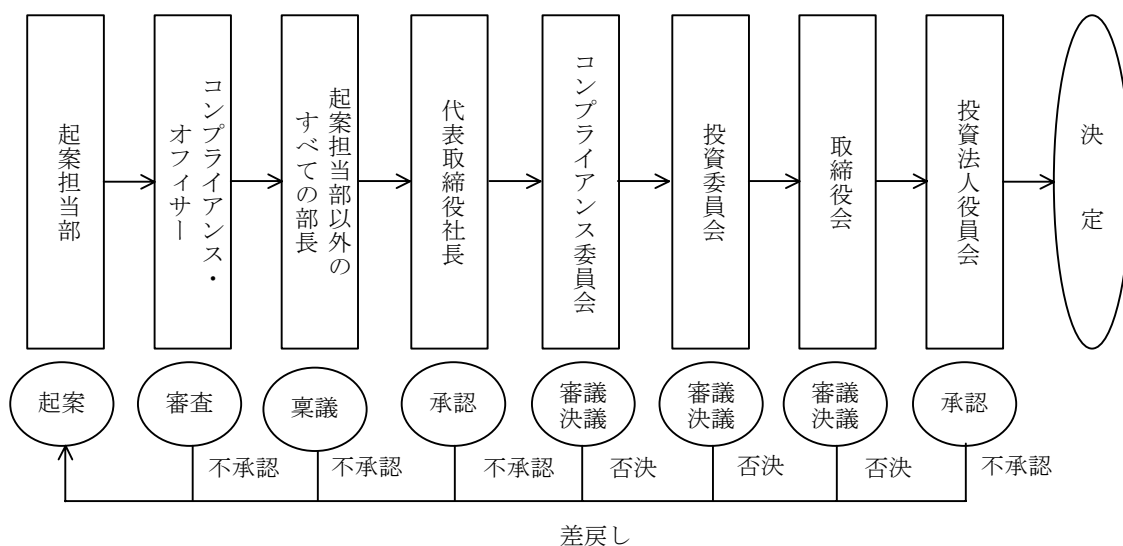 起案担当部
コンプライアンス・
オフィサー
起案担当部以外の
すべての部長
代表取締役社長
コンプライアンス委員会
投資委員会
取締役会
投資法人役員会
決定
起案
審査
稟議
承認
審議
決議
審議
決議
審議
決議
承認
不承認
不承認
不承認
否決
否決
否決
不承認
差戻し